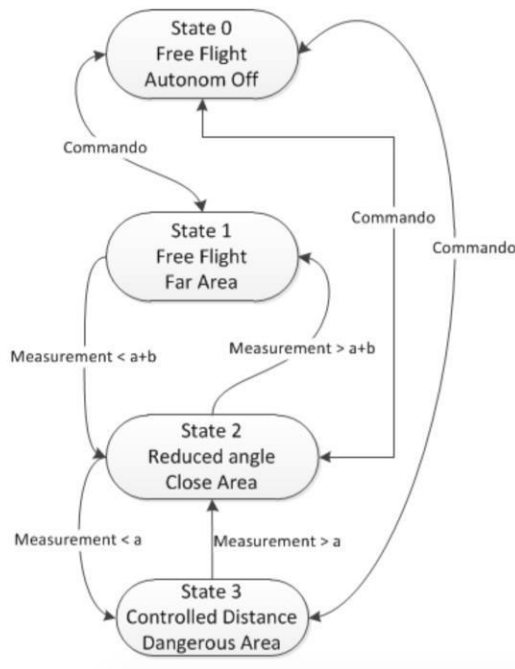 State 0
Free Flight
Autonom Off
Commando
Commando
Commando
State 1
Free Flight
Far Area
Measurement < a+b
Measurement > a+b
State 2
Reduced angle
Close Area
Measurement < a
Measurement > a
State 3
Controlled Distance
Dangerous Area